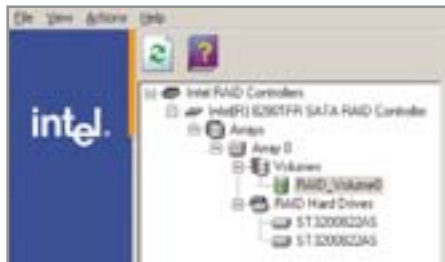 File View Actions Help
intel.
Intel RAID Controllers
Intel(R) 82801FR SATA RAID Controller
Arrays
Array 0
Volumes
RAID_Volume0
RAID Hard Drives
ST3200822AS
ST3200822AS